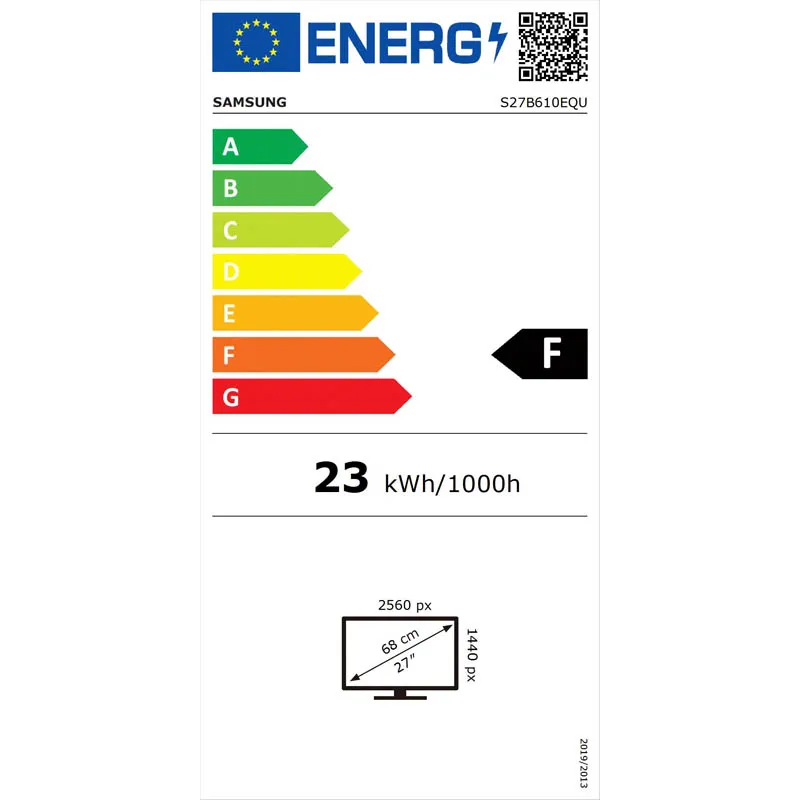 ENERG
SAMSUNG S27B610EQU
A
B
C
D
E
F
F
G
23 kWh/1000h
2560 px
68 cm
27”
1440 px
2019/2013